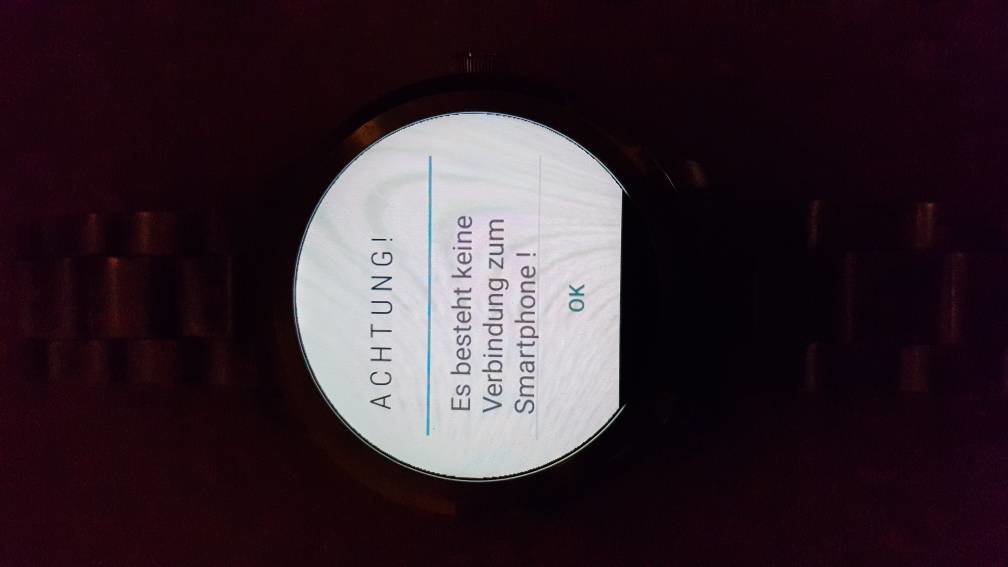 ACHTUNG!
Es besteht keine
Verbindung zum
Smartphone!
OK